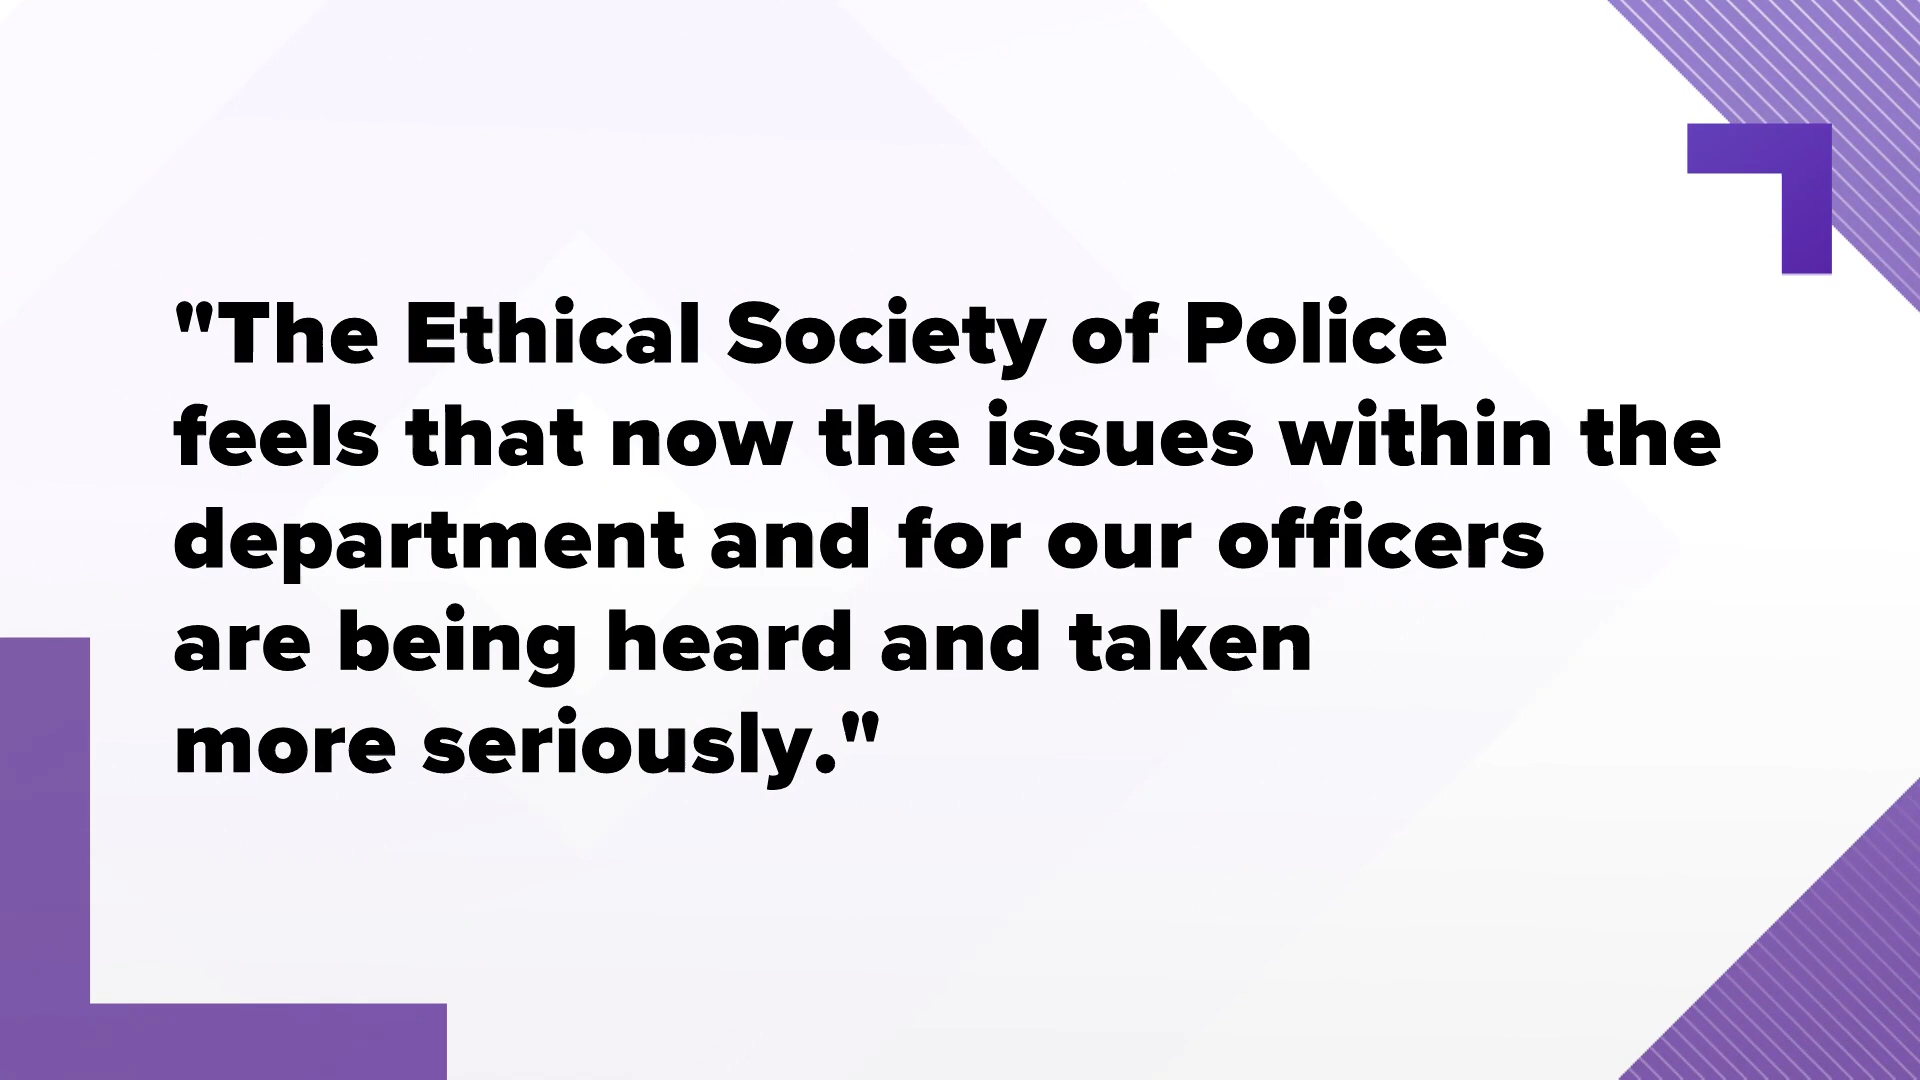 "The Ethical Society of Police
feels that now the issues within the
department and for our officers
are being heard and taken
more seriously."